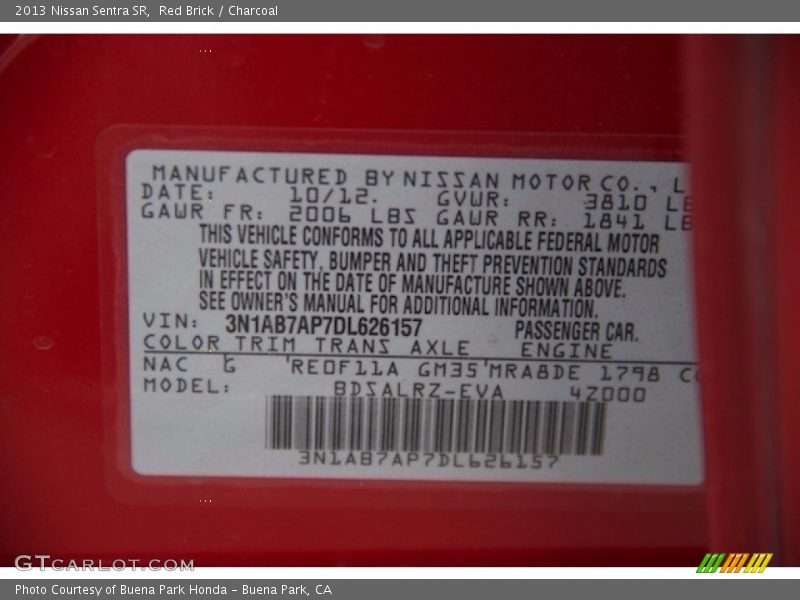 2013 Nissan Sentra SR, Red Brick / Charcoal
MANUFACTURED BY NISSAN MOTOR CO., L
DATE: 10/12. GVWR: 3810 LB
GAWR FR: 2006 LBS GAWR RR: 1841 LB
THIS VEHICLE CONFORMS TO ALL APPLICABLE FEDERAL MOTOR
VEHICLE SAFETY, BUMPER AND THEFT PREVENTION STANDARDS
IN EFFECT ON THE DATE OF MANUFACTURE SHOWN ABOVE.
SEE OWNER'S MANUAL FOR ADDITIONAL INFORMATION.
VIN: 3N1AB7AP7DL626157 PASSENGER CAR.
COLOR TRIM TRANS AXLE ENGINE
NAC G 'RE0F11A GM35'MRA8DE 1798 CC
MODEL: BDSALRZ-EVA 42000
3N1AB7AP7DL626157
GTCARLOT.COM
Photo Courtesy of Buena Park Honda - Buena Park, CA